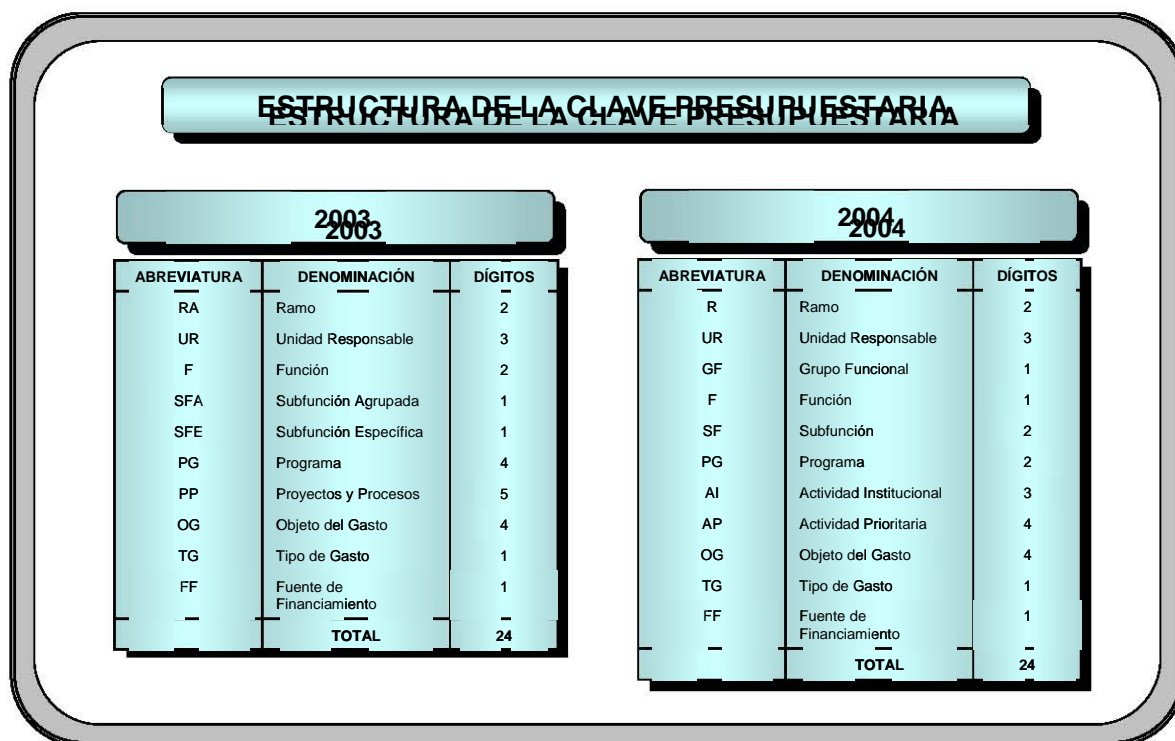 ESTRUCTURA DE LA CLAVE PRESUPUESTARIA
2003
ABREVIATURA DENOMINACIÓN DÍGITOS
RA Ramo 2
UR Unidad Responsable 3
F Función 2
SFA Subfunción Agrupada 1
SFE Subfunción Específica 1
PG Programa 4
PP Proyectos y Procesos 5
OG Objeto del Gasto 4
TG Tipo de Gasto 1
FF Fuente de 1
Financiamiento
TOTAL 24
2004
ABREVIATURA DENOMINACIÓN DÍGITOS
R Ramo 2
UR Unidad Responsable 3
GF Grupo Funcional 1
F Función 1
SF Subfunción 2
PG Programa 2
AI Actividad Institucional 3
AP Actividad Prioritaria 4
OG Objeto del Gasto 4
TG Tipo de Gasto 1
FF Fuente de 1
Financiamiento
TOTAL 24